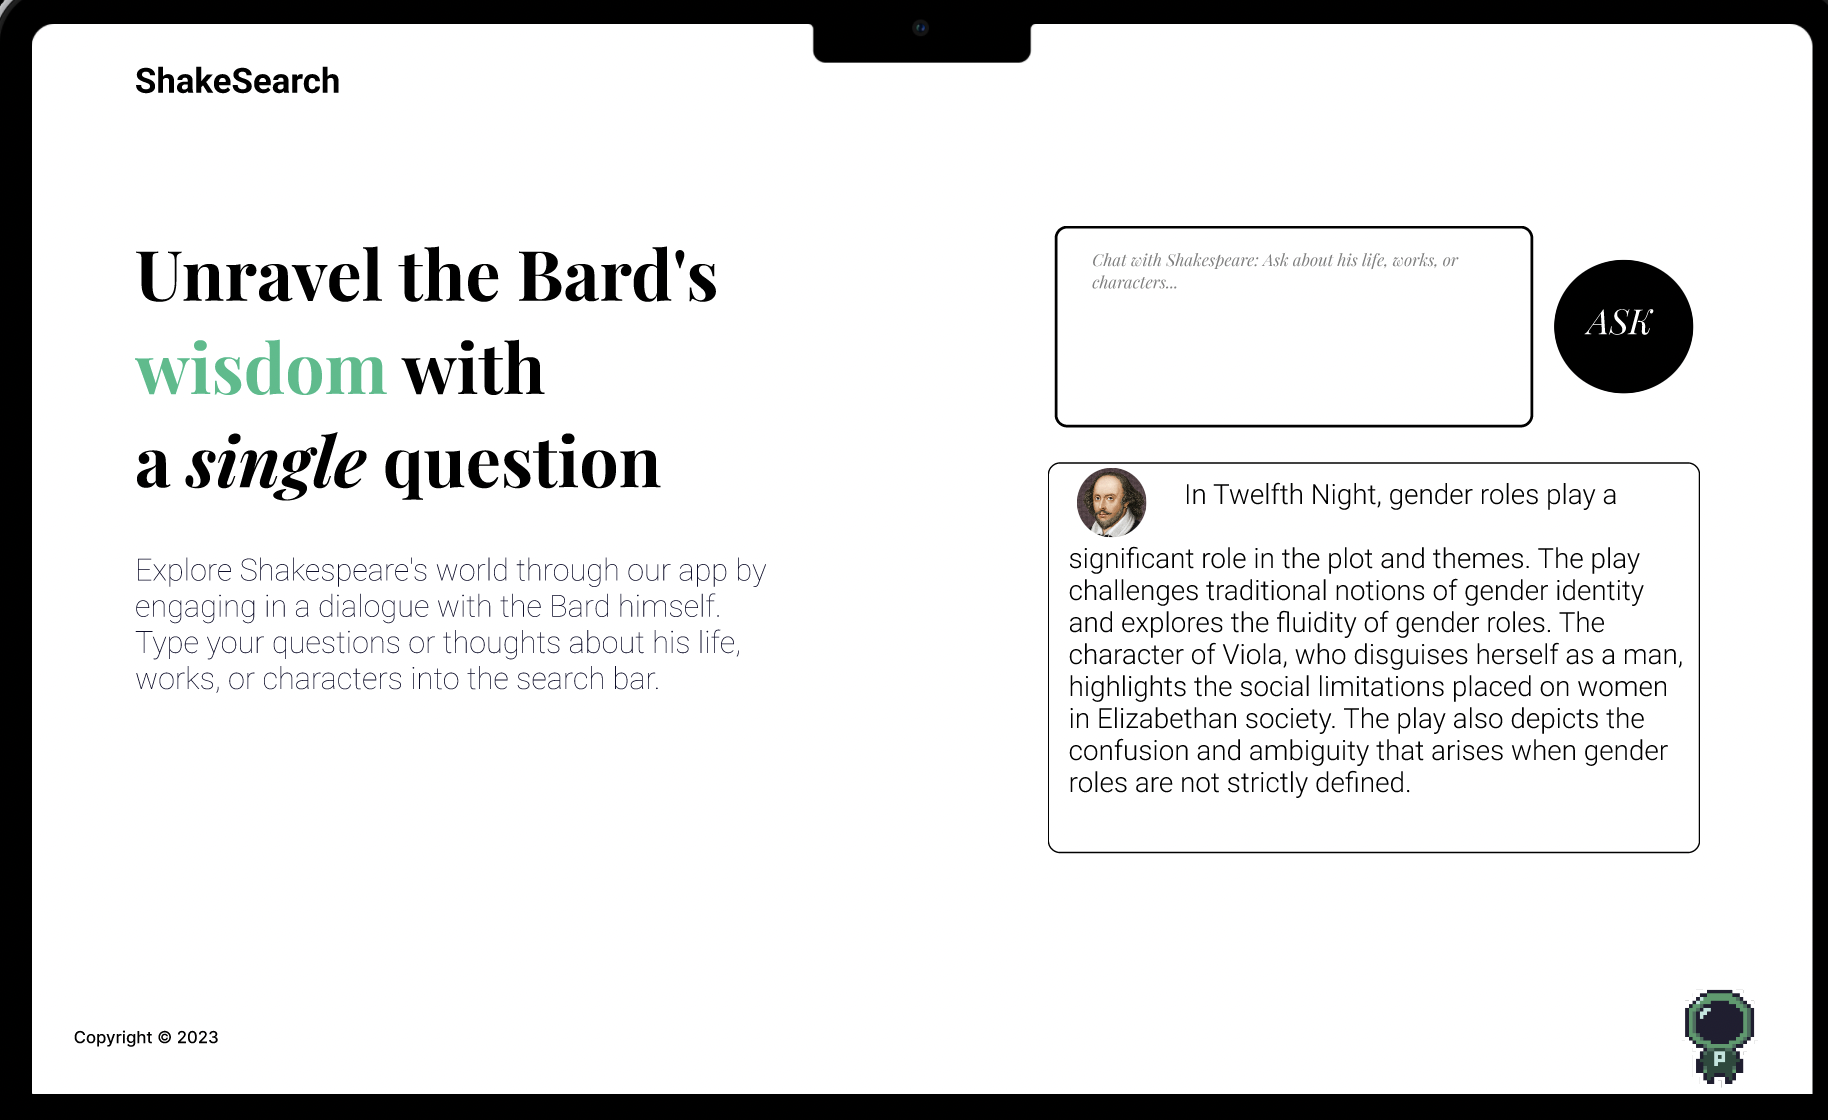 ShakeSearch
Unravel the Bard's
wisdom with
a single question
Explore Shakespeare's world through our app by
engaging in a dialogue with the Bard himself.
Type your questions or thoughts about his life,
works, or characters into the search bar.
Chat with Shakespeare: Ask about his life, works, or
characters...
ASK
In Twelfth Night, gender roles play a
significant role in the plot and themes. The play
challenges traditional notions of gender identity
and explores the fluidity of gender roles. The
character of Viola, who disguises herself as a man,
highlights the social limitations placed on women
in Elizabethan society. The play also depicts the
confusion and ambiguity that arises when gender
roles are not strictly defined.
Copyright © 2023
P